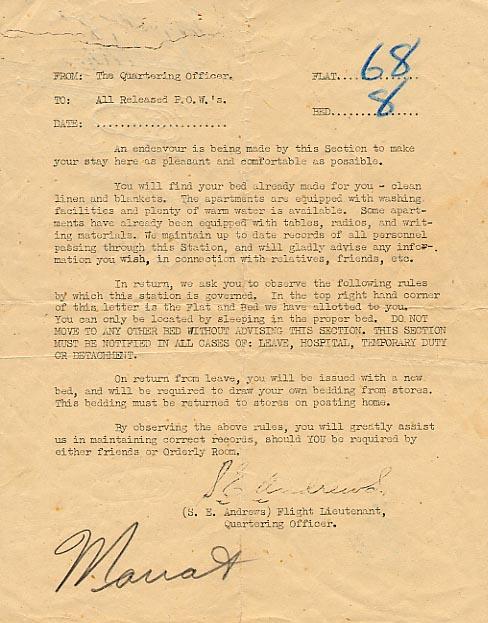 FROM: The Quartering Officer. FLAT....68....
TO: All Released P.O.W.'s.
BED....8....
DATE: ......................
An endeavour is being made by this Section to make
your stay here as pleasant and comfortable as possible.
You will find your bed already made for you - clean
linen and blankets. The apartments are equipped with washing
facilities and plenty of warm water is available. Some apart-
ments have already been equipped with tables, radios, and writ-
ing materials. We maintain up to date records of all personnel
passing through this Station, and will gladly advise any infor-
mation you wish, in connection with relatives, friends, etc.
In return, we ask you to observe the following rules
by which this station is governed. In the top right hand corner
of this letter is the Flat and Bed we have allotted to you.
You can only be located by sleeping in the proper bed. DO NOT
MOVE TO ANY OTHER BED WITHOUT ADVISING THIS SECTION. THIS SECTION
MUST BE NOTIFIED IN ALL CASES OF: LEAVE, HOSPITAL, TEMPORARY DUTY
OR DETACHMENT.
On return from leave, you will be issued with a new
bed, and will be required to draw your own bedding from stores.
This bedding must be returned to stores on posting home.
By observing the above rules, you will greatly assist
us in maintaining correct records, should YOU be required by
either friends or Orderly Room.
S E Andrews.
(S. E. Andrews) Flight Lieutenant,
Quartering Officer.